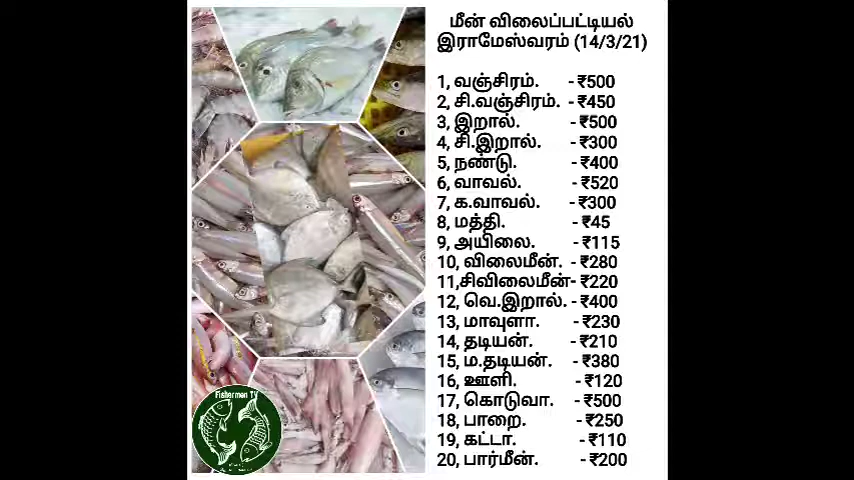 மீன் விலைப்பட்டியல்
இராமேஸ்வரம் (14/3/21)
1, வஞ்சிரம். - ₹500
2, சி.வஞ்சிரம். - ₹450
3, இறால். - ₹500
4, சி.இறால். - ₹300
5, நண்டு. - ₹400
6, வாவல். - ₹520
7, க.வாவல். - ₹300
8, மத்தி. - ₹45
9, அயிலை. - ₹115
10, விலைமீன். - ₹280
11,சிவிலைமீன்- ₹220
12, வெ.இறால். - ₹400
13, மாவுளா. - ₹230
14, தடியன். - ₹210
15, ம.தடியன். - ₹380
16, ஊளி. - ₹120
17, கொடுவா. - ₹500
18, பாறை. - ₹250
19, கட்டா. - ₹110
20, பார்மீன். - ₹200
Fishermen TV